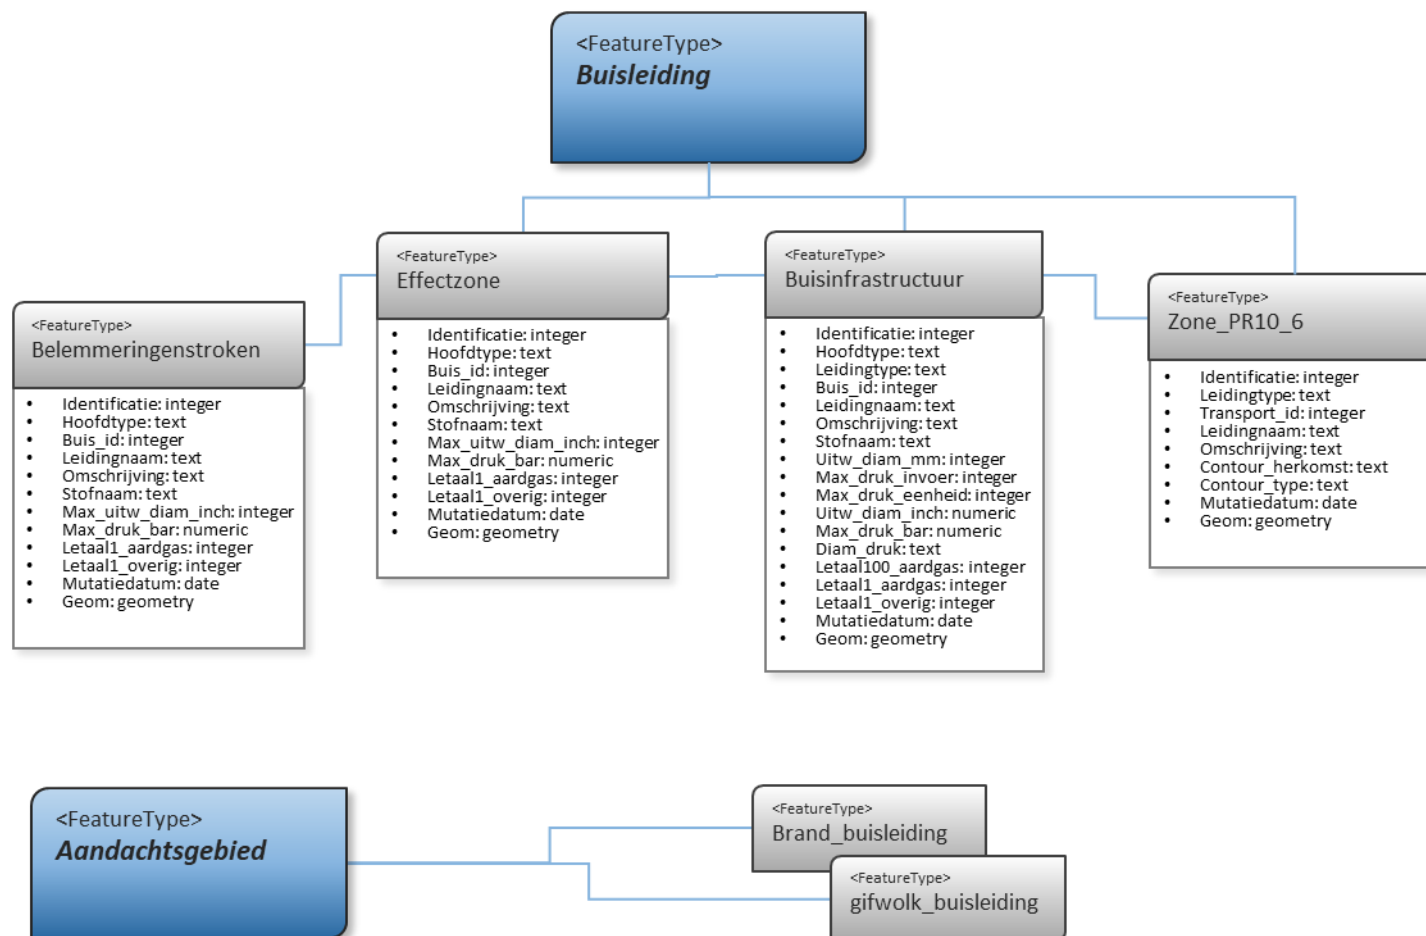 <FeatureType>
Buisleiding
<FeatureType>
Belemmeringenstroken
• Identificatie: integer
• Hoofdtype: text
• Buis_id: integer
• Leidingnaam: text
• Omschrijving: text
• Stofnaam: text
• Max_uitw_diam_inch: integer
• Max_druk_bar: numeric
• Letaal1_aardgas: integer
• Letaal1_overig: integer
• Mutatiedatum: date
• Geom: geometry
<FeatureType>
Effectzone
• Identificatie: integer
• Hoofdtype: text
• Buis_id: integer
• Leidingnaam: text
• Omschrijving: text
• Stofnaam: text
• Max_uitw_diam_inch: integer
• Max_druk_bar: numeric
• Letaal1_aardgas: integer
• Letaal1_overig: integer
• Mutatiedatum: date
• Geom: geometry
<FeatureType>
Buisinfrastructuur
• Identificatie: integer
• Hoofdtype: text
• Leidingtype: text
• Buis_id: integer
• Leidingnaam: text
• Omschrijving: text
• Stofnaam: text
• Uitw_diam_mm: integer
• Max_druk_invoer: integer
• Max_druk_eenheid: integer
• Uitw_diam_inch: numeric
• Max_druk_bar: numeric
• Diam_druk: text
• Letaal100_aardgas: integer
• Letaal1_aardgas: integer
• Letaal1_overig: integer
• Mutatiedatum: date
• Geom: geometry
<FeatureType>
Zone_PR10_6
• Identificatie: integer
• Leidingtype: text
• Transport_id: integer
• Leidingnaam: text
• Omschrijving: text
• Contour_herkomst: text
• Contour_type: text
• Mutatiedatum: date
• Geom: geometry
<FeatureType>
Aandachtsgebied
<FeatureType>
Brand_buisleiding
<FeatureType>
gifwolk_buisleiding